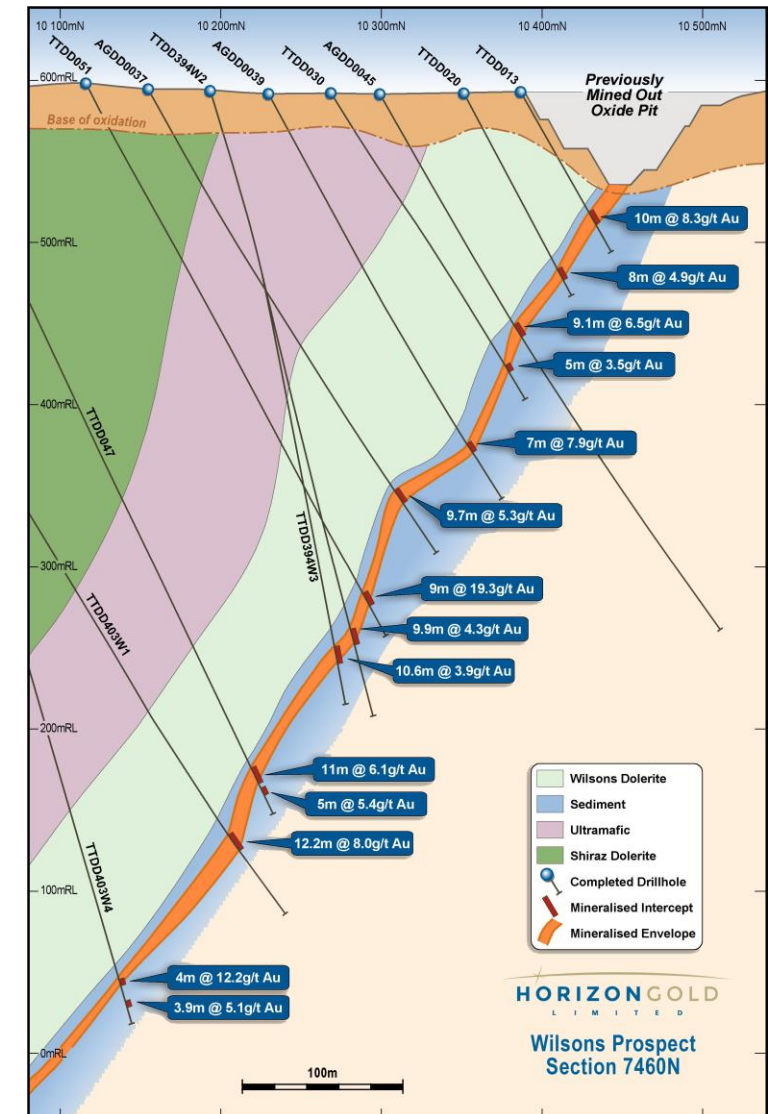 10 100mN
10 200mN
10 300mN
10 400mN
10 500mN
TTDD051
AGDD0037
TTDD394W2
AGDD0039
TTDD030
AGDD0045
TTDD020
TTDD013
600mRL
Previously
Mined Out
Oxide Pit
Base of oxidation
10m @ 8.3g/t Au
500mRL
8m @ 4.9g/t Au
9.1m @ 6.5g/t Au
5m @ 3.5g/t Au
400mRL
TTDD047
7m @ 7.9g/t Au
9.7m @ 5.3g/t Au
TTDD394W3
300mRL
9m @ 19.3g/t Au
TTDD403W1
9.9m @ 4.3g/t Au
10.6m @ 3.9g/t Au
200mRL
11m @ 6.1g/t Au
5m @ 5.4g/t Au
12.2m @ 8.0g/t Au
Wilsons Dolerite
Sediment
Ultramafic
Shiraz Dolerite
Completed Drillhole
Mineralised Intercept
Mineralised Envelope
100mRL
TTDD403W4
4m @ 12.2g/t Au
3.9m @ 5.1g/t Au
HORIZONGOLD
LIMITED
Wilsons Prospect
Section 7460N
0mRL
100m